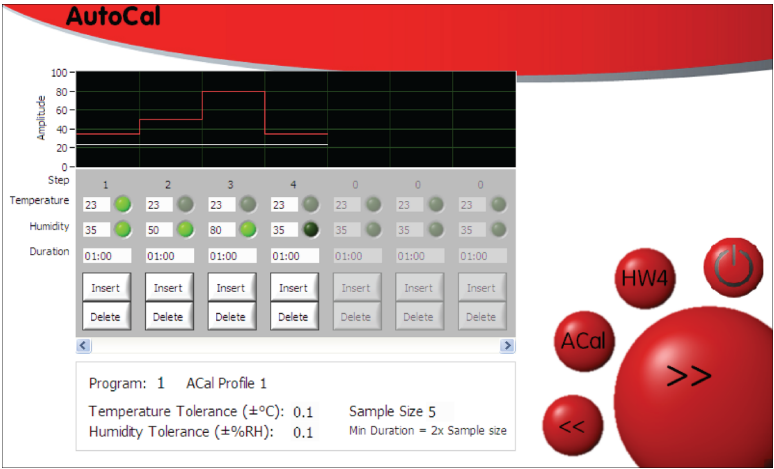 AutoCal
Amplitude
100
80
60
40
20
0
Step 1 2 3 4 0 0 0
Temperature 23 23 23 23 23 23 23
Humidity 35 50 80 35 35 35 35
Duration 01:00 01:00 01:00 01:00 01:00 01:00 01:00
Insert Insert Insert Insert Insert Insert Insert
Delete Delete Delete Delete Delete Delete Delete
Program: 1 ACal Profile 1
Temperature Tolerance (±°C): 0.1 Sample Size 5
Humidity Tolerance (±%RH): 0.1 Min Duration = 2x Sample size
HW4
ACal
>>
<<